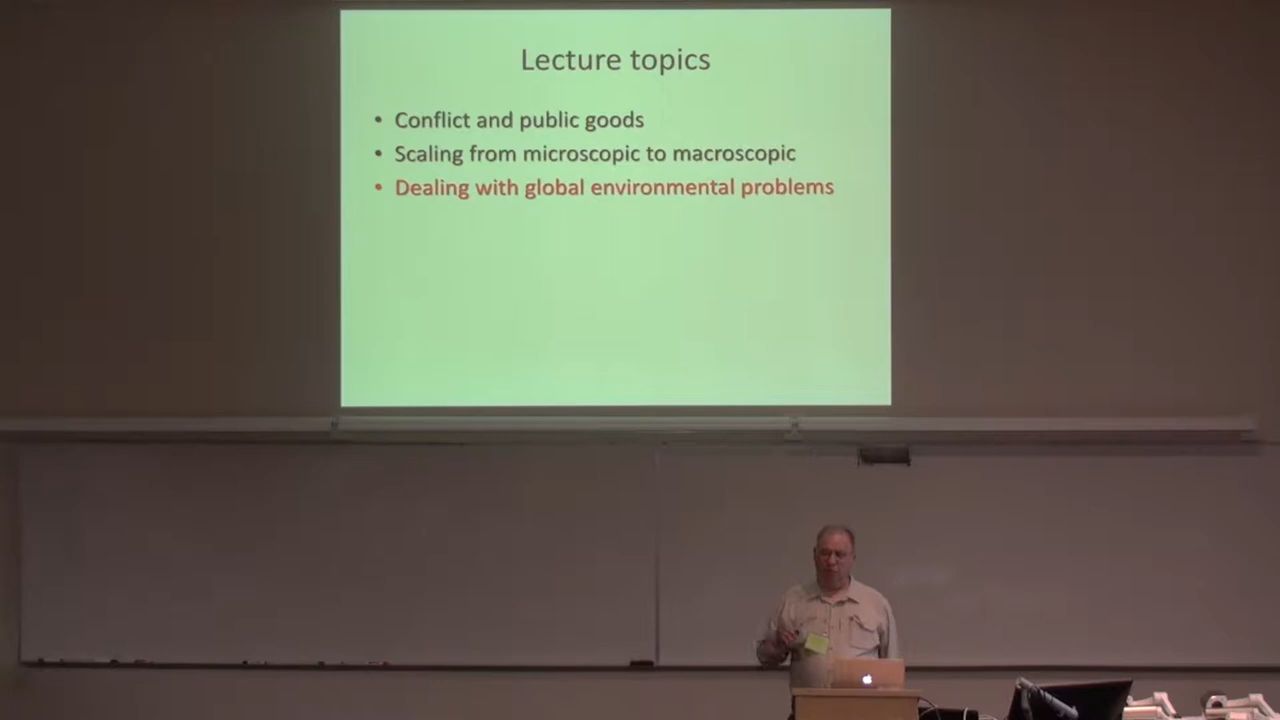 Lecture topics
• Conflict and public goods
• Scaling from microscopic to macroscopic
• Dealing with global environmental problems